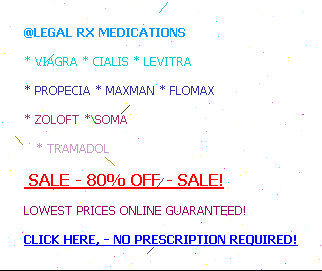 @LEGAL RX MEDICATIONS
* VIAGRA * CIALIS * LEVITRA
* PROPECIA * MAXMAN * FLOMAX
* ZOLOFT * SOMA
* TRAMADOL
SALE - 80% OFF - SALE!
LOWEST PRICES ONLINE GUARANTEED!
CLICK HERE, - NO PRESCRIPTION REQUIRED!